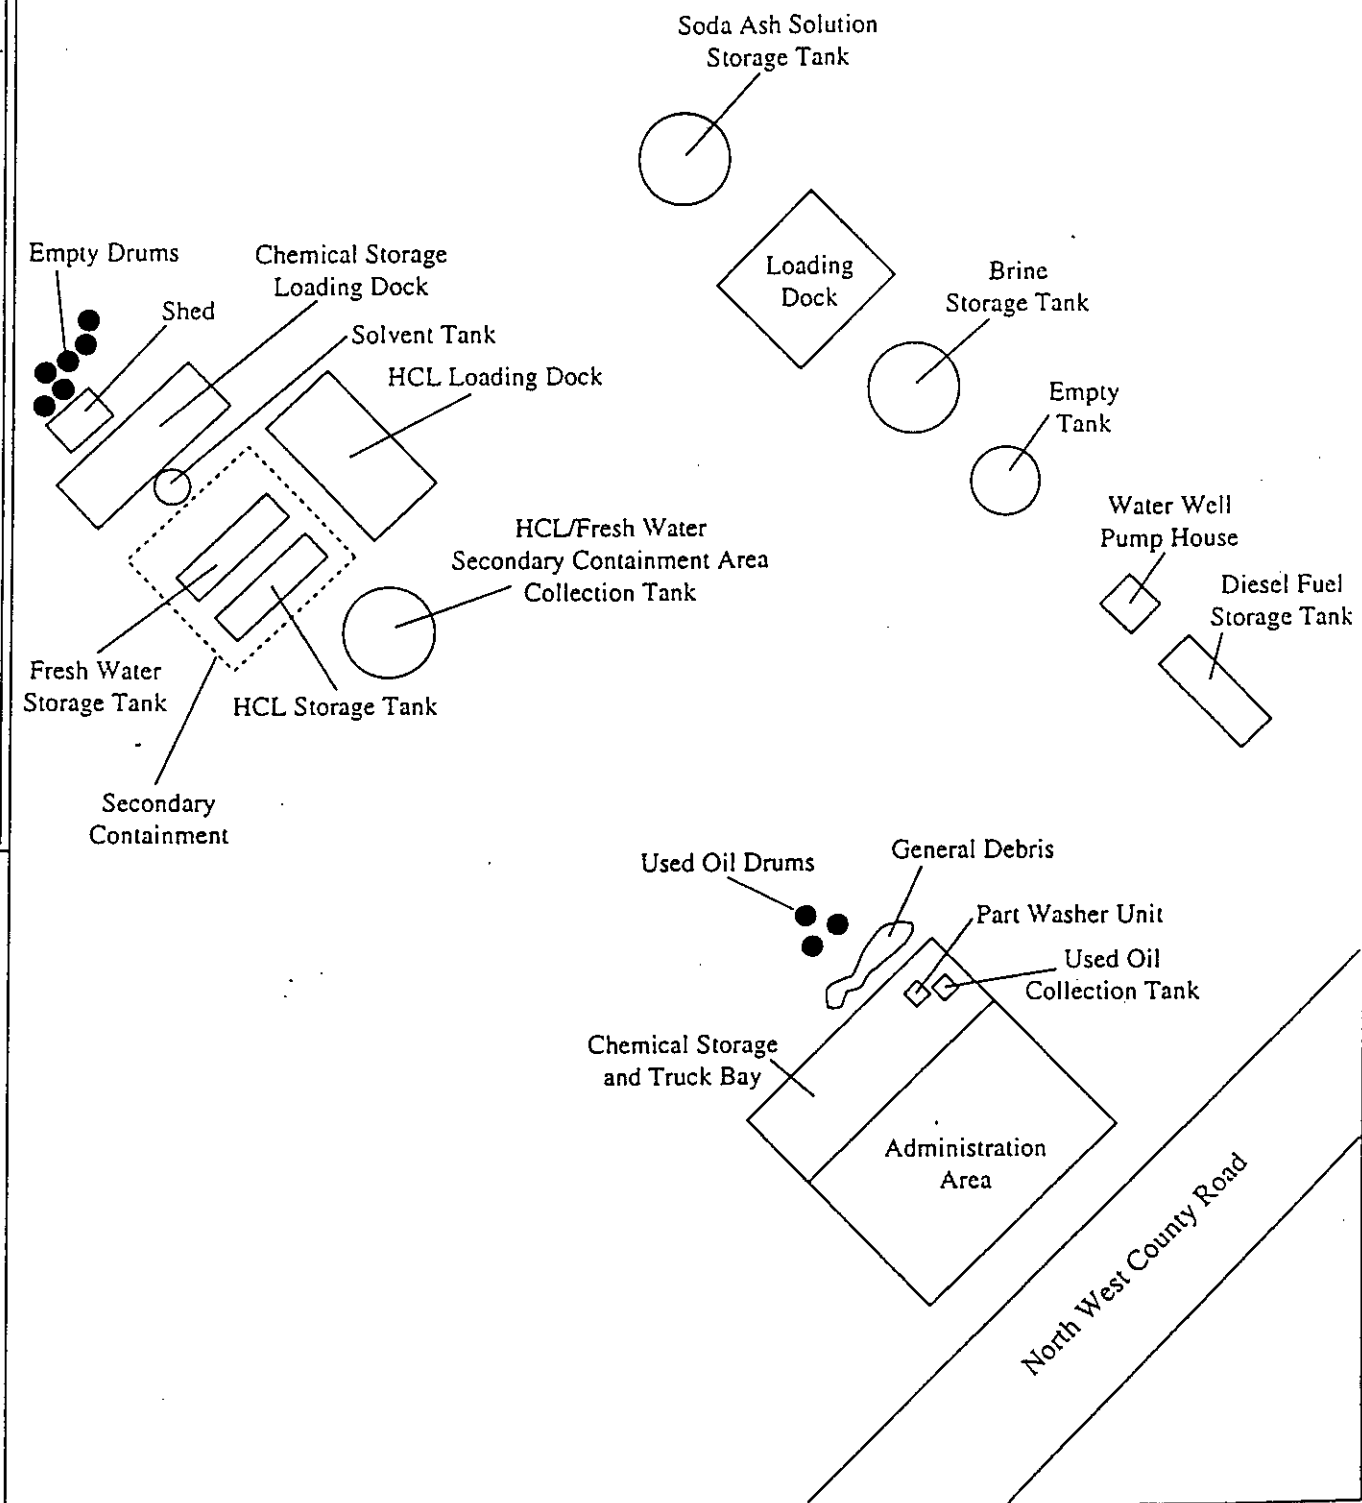 Soda Ash Solution
Storage Tank
Empty Drums
Chemical Storage
Loading Dock
Shed
Solvent Tank
HCL Loading Dock
Loading
Dock
Brine
Storage Tank
Empty
Tank
Water Well
Pump House
Diesel Fuel
Storage Tank
HCL/Fresh Water
Secondary Containment Area
Collection Tank
Fresh Water
Storage Tank
HCL Storage Tank
Secondary
Containment
Used Oil Drums
General Debris
Part Washer Unit
Used Oil
Collection Tank
Chemical Storage
and Truck Bay
Administration
Area
North West County Road